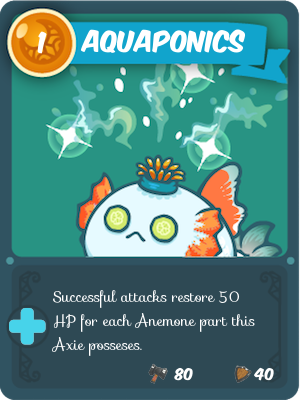 1
AQUAPONICS
Successful attacks restore 50
HP for each Anemone part this
Axie posseses.
80 40